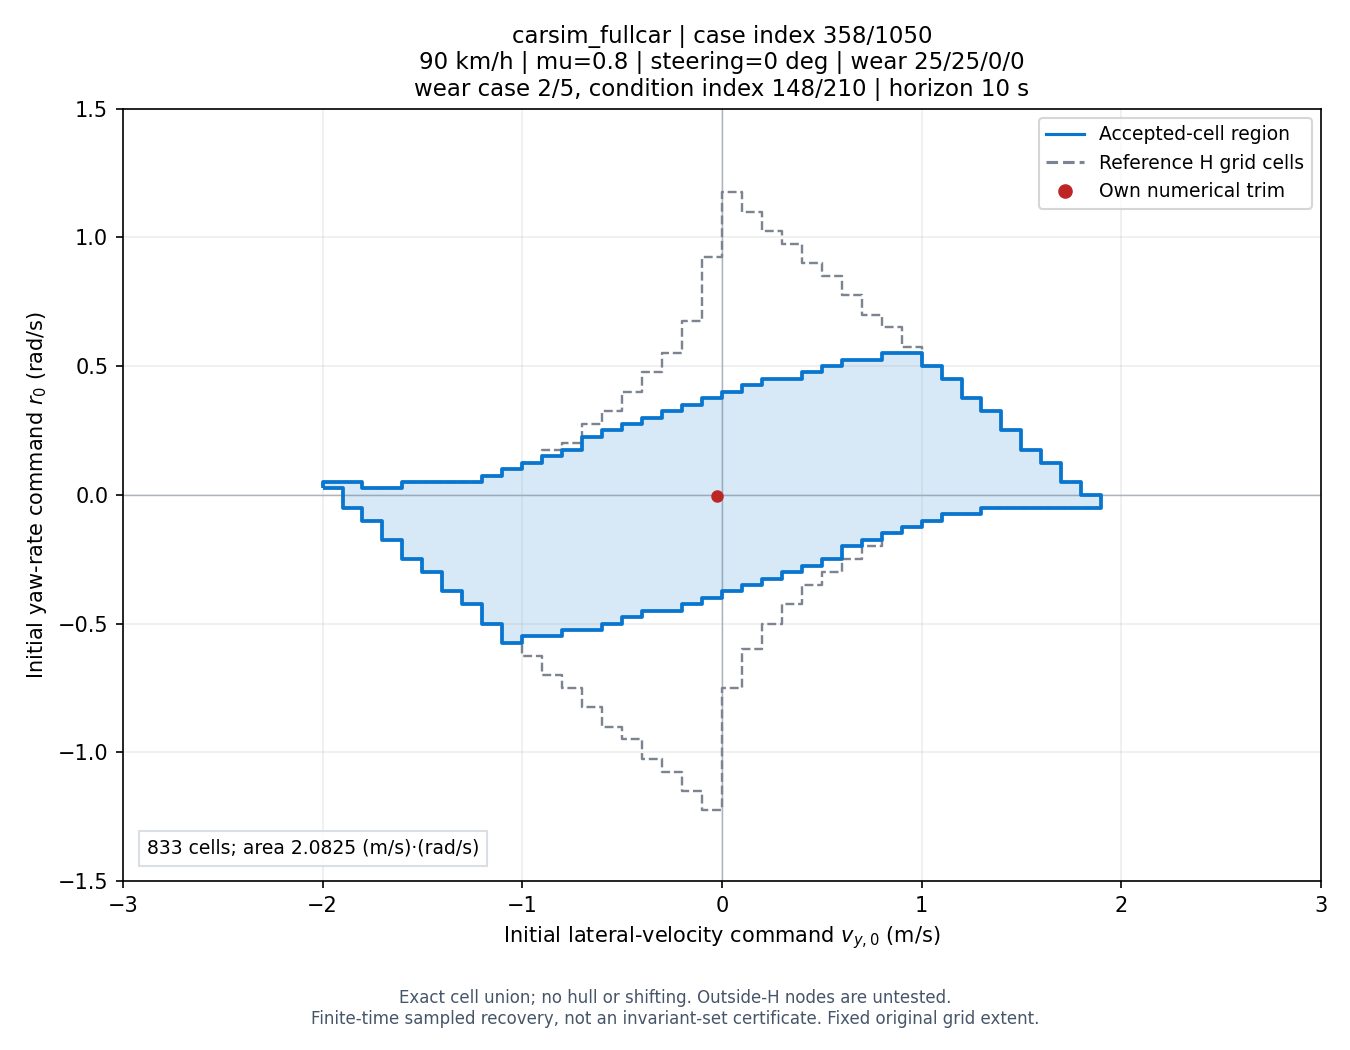 carsim_fullcar | case index 358/1050
90 km/h | mu=0.8 | steering=0 deg | wear 25/25/0/0
wear case 2/5, condition index 148/210 | horizon 10 s
Accepted-cell region
Reference H grid cells
Own numerical trim
1.5
1.0
0.5
0.0
−0.5
−1.0
−1.5
Initial yaw-rate command r0 (rad/s)
833 cells; area 2.0825 (m/s)·(rad/s)
−3
−2
−1
0
1
2
3
Initial lateral-velocity command vy,0 (m/s)
Exact cell union; no hull or shifting. Outside-H nodes are untested.
Finite-time sampled recovery, not an invariant-set certificate. Fixed original grid extent.